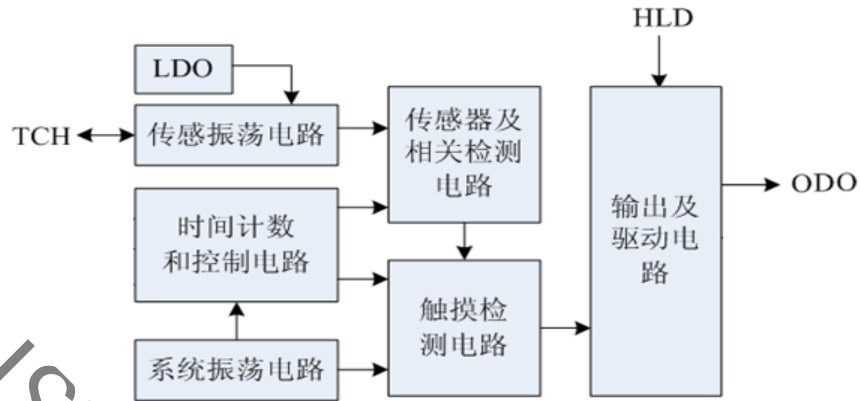 HLD
LDO
TCH
传感振荡电路
传感器及
相关检测
电路
时间计数
和控制电路
输出及
驱动电
路
ODO
触摸检
测电路
系统振荡电路